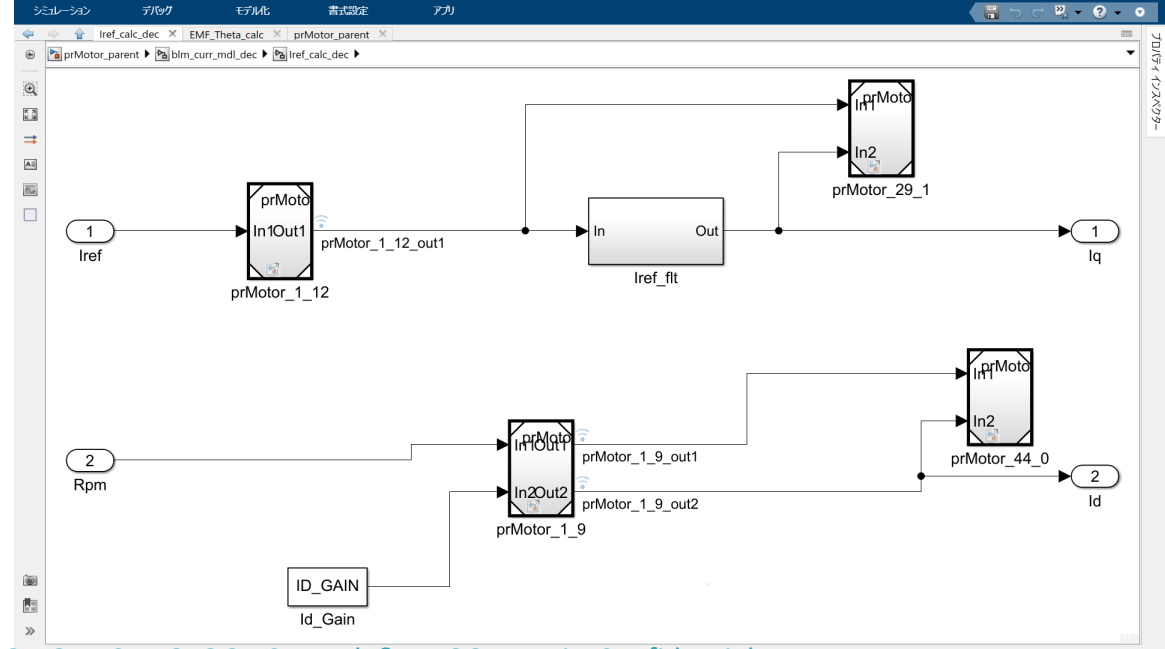 シミュレーション デバッグ モデル化 書式設定 アプリ
Iref_calc_dec × EMF_Theta_calc × prMotor_parent ×
prMotor_parent ▶ blm_curr_mdl_dec ▶ Iref_calc_dec ▶
プロパティ インスペクター
prMoto
In1
In2
prMotor_29_1
prMoto
In1Out1
prMotor_1_12
prMotor_1_12_out1
1
Iref
In Out
Iref_flt
1
Iq
prMoto
In1
In2
prMotor_44_0
prMoto
In1Out1
In2Out2
prMotor_1_9
prMotor_1_9_out1
prMotor_1_9_out2
2
Rpm
2
Id
ID_GAIN
Id_Gain